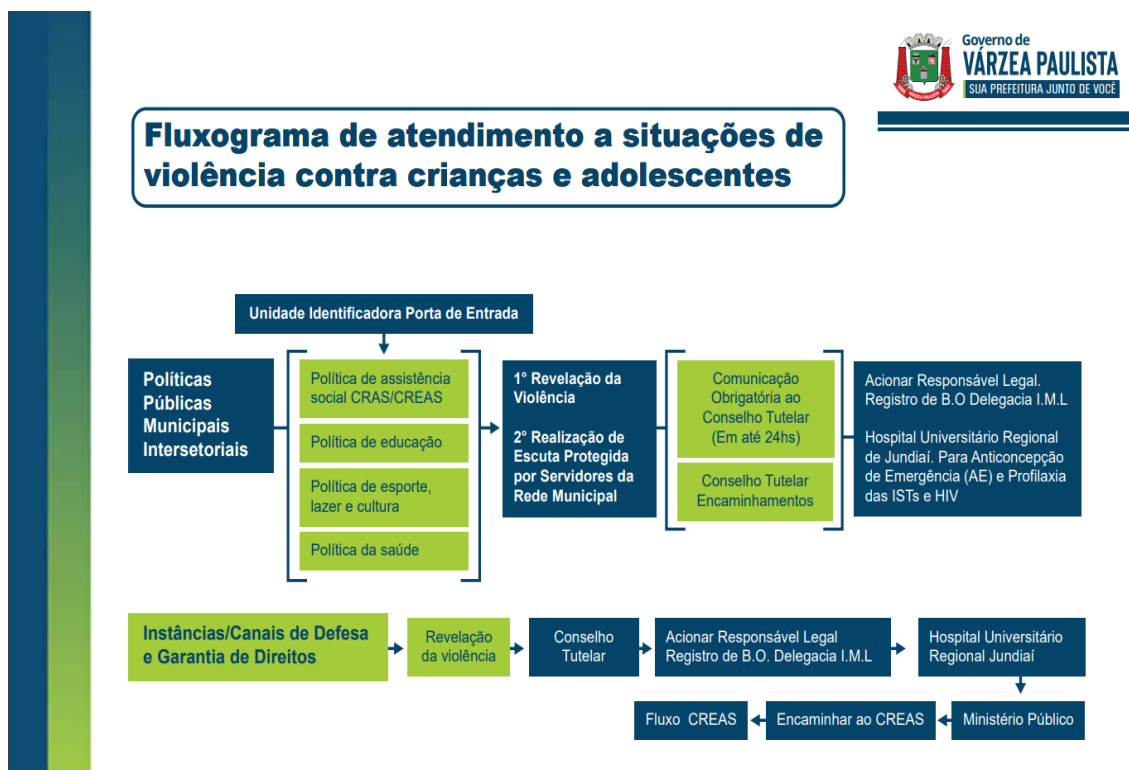 Governo de
VÁRZEA PAULISTA
SUA PREFEITURA JUNTO DE VOCÊ
Fluxograma de atendimento a situações de
violência contra crianças e adolescentes
Unidade Identificadora Porta de Entrada
Políticas
Públicas
Municipais
Intersetoriais
Política de assistência
social CRAS/CREAS
Política de educação
Política de esporte,
lazer e cultura
Política da saúde
1° Revelação da
Violência
2° Realização de
Escuta Protegida
por Servidores da
Rede Municipal
Comunicação
Obrigatória ao
Conselho Tutelar
(Em até 24hs)
Conselho Tutelar
Encaminhamentos
Acionar Responsável Legal.
Registro de B.O Delegacia I.M.L
Hospital Universitário Regional
de Jundiaí. Para Anticoncepção
de Emergência (AE) e Profilaxia
das ISTs e HIV
Instâncias/Canais de Defesa
e Garantia de Direitos
Revelação
da violência
Conselho
Tutelar
Acionar Responsável Legal
Registro de B.O. Delegacia I.M.L
Hospital Universitário
Regional Jundiaí
Ministério Público
Encaminhar ao CREAS
Fluxo CREAS